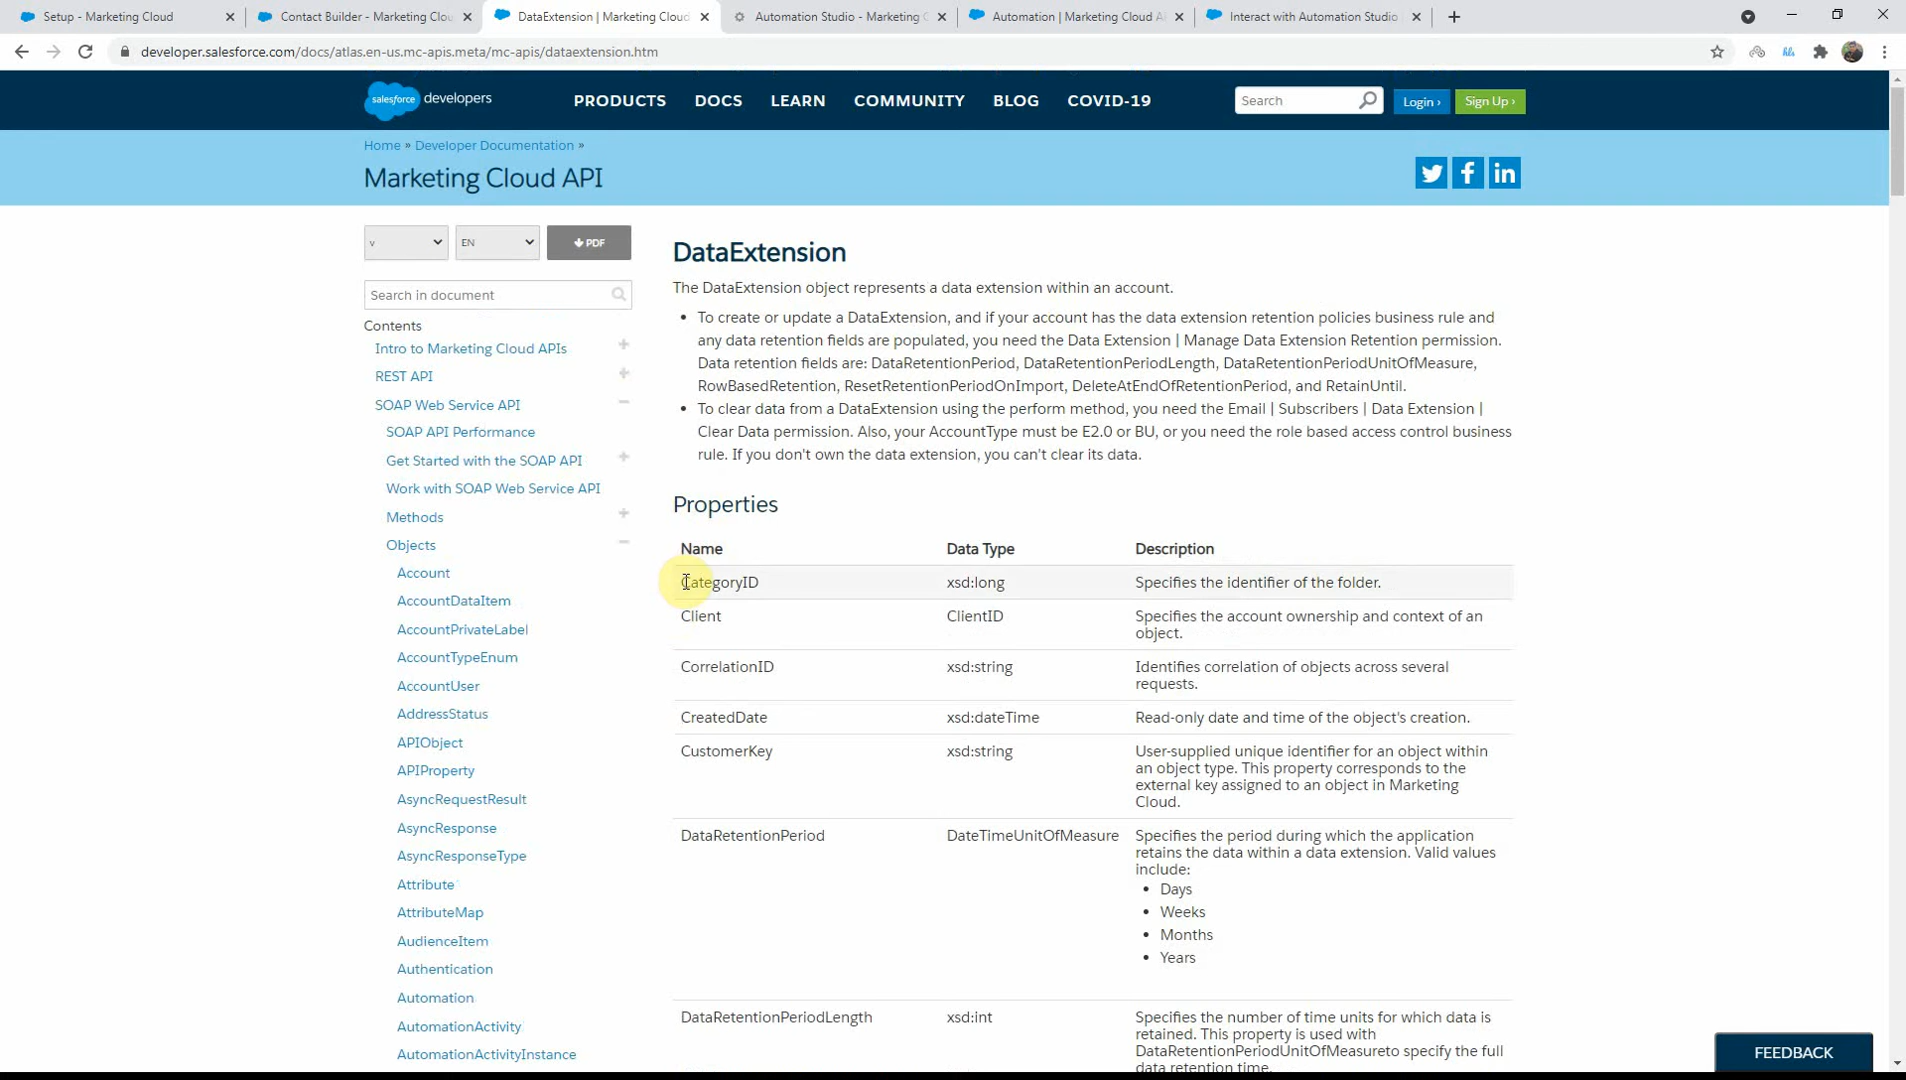 Setup - Marketing Cloud
Contact Builder - Marketing Clou
DataExtension | Marketing Cloud
Automation Studio - Marketing C
Automation | Marketing Cloud AP
Interact with Automation Studio
developer.salesforce.com/docs/atlas.en-us.mc-apis.meta/mc-apis/dataextension.htm
salesforce developers
PRODUCTS DOCS LEARN COMMUNITY BLOG COVID-19
Search
Login ›
Sign Up ›
Home » Developer Documentation »
Marketing Cloud API
v
EN
PDF
Search in document
Contents
Intro to Marketing Cloud APIs
REST API
SOAP Web Service API
SOAP API Performance
Get Started with the SOAP API
Work with SOAP Web Service API
Methods
Objects
Account
AccountDataItem
AccountPrivateLabel
AccountTypeEnum
AccountUser
AddressStatus
APIObject
APIProperty
AsyncRequestResult
AsyncResponse
AsyncResponseType
Attribute
AttributeMap
AudienceItem
Authentication
Automation
AutomationActivity
AutomationActivityInstance
DataExtension
The DataExtension object represents a data extension within an account.
• To create or update a DataExtension, and if your account has the data extension retention policies business rule and
any data retention fields are populated, you need the Data Extension | Manage Data Extension Retention permission.
Data retention fields are: DataRetentionPeriod, DataRetentionPeriodLength, DataRetentionPeriodUnitOfMeasure,
RowBasedRetention, ResetRetentionPeriodOnImport, DeleteAtEndOfRetentionPeriod, and RetainUntil.
• To clear data from a DataExtension using the perform method, you need the Email | Subscribers | Data Extension |
Clear Data permission. Also, your AccountType must be E2.0 or BU, or you need the role based access control business
rule. If you don't own the data extension, you can't clear its data.
Properties
Name Data Type Description
CategoryID xsd:long Specifies the identifier of the folder.
Client ClientID Specifies the account ownership and context of an
object.
CorrelationID xsd:string Identifies correlation of objects across several
requests.
CreatedDate xsd:dateTime Read-only date and time of the object's creation.
CustomerKey xsd:string User-supplied unique identifier for an object within
an object type. This property corresponds to the
external key assigned to an object in Marketing
Cloud.
DataRetentionPeriod DateTimeUnitOfMeasure Specifies the period during which the application
retains the data within a data extension. Valid values
include:
• Days
• Weeks
• Months
• Years
DataRetentionPeriodLength xsd:int Specifies the number of time units for which data is
retained. This property is used with
DataRetentionPeriodUnitOfMeasureto specify the full
data retention time.
FEEDBACK